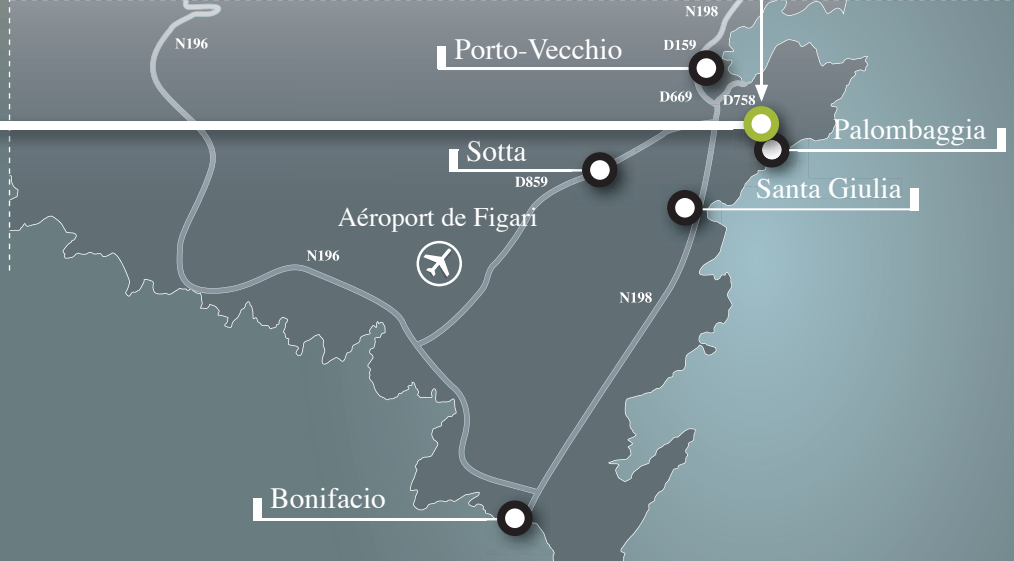 N198
N196
D159
Porto-Vecchio
D669
D758
Palombaggia
Sotta
D859
Santa Giulia
Aéroport de Figari
N196
N198
Bonifacio